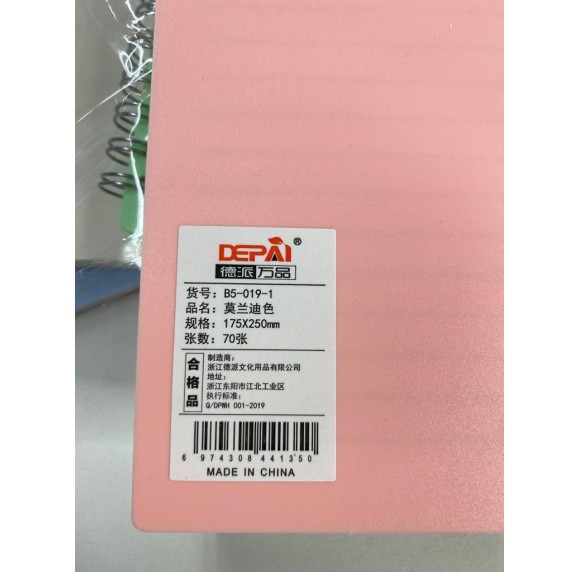 DEPAI®
德派万品
货号：B5-019-1
品名：莫兰迪色
规格：175X250mm
张数：70张
合格品
制造商：
浙江德派文化用品有限公司
地址：
浙江东阳市江北工业区
执行标准：
Q/DPWH 001-2019
6 974308 441350
MADE IN CHINA